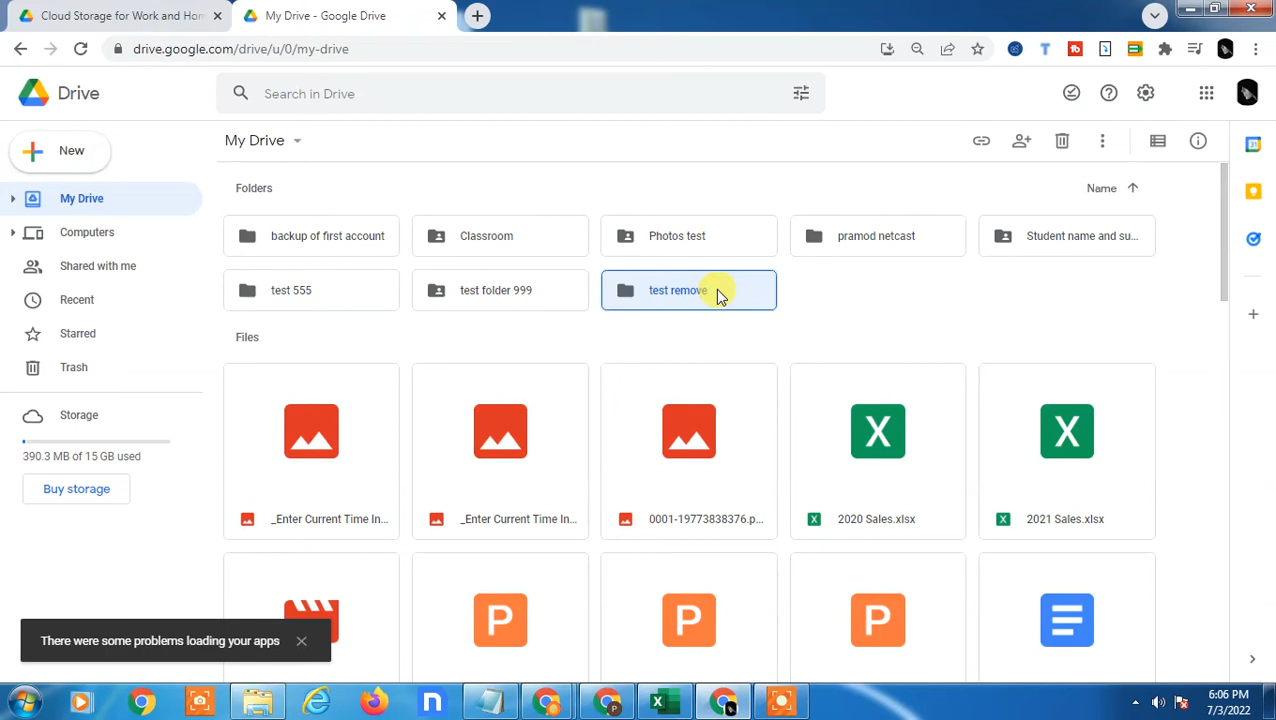 Cloud Storage for Work and Hom
My Drive - Google Drive
drive.google.com/drive/u/0/my-drive
Drive
Search in Drive
New
My Drive
Computers
Shared with me
Recent
Starred
Trash
Storage
390.3 MB of 15 GB used
Buy storage
My Drive
Folders
Name
backup of first account
Classroom
Photos test
pramod netcast
Student name and su...
test 555
test folder 999
test remove
Files
_Enter Current Time In...
_Enter Current Time In...
0001-19773838376.p...
2020 Sales.xlsx
2021 Sales.xlsx
There were some problems loading your apps
6:06 PM
7/3/2022